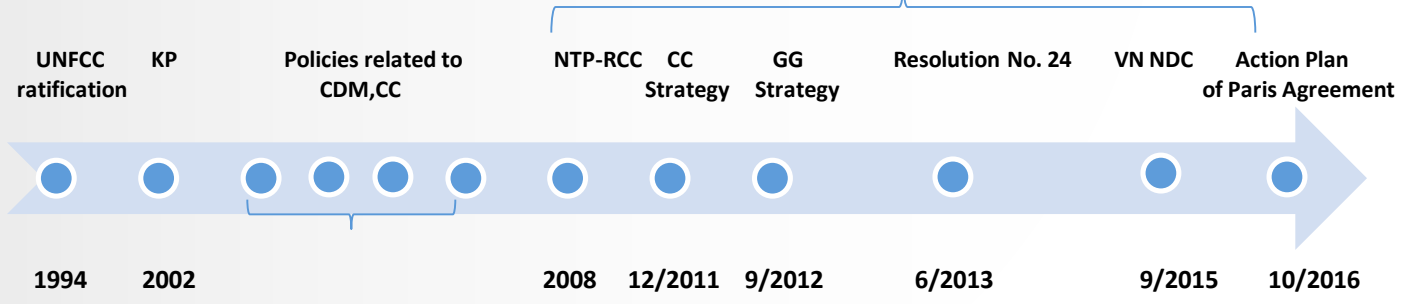 UNFCC KP Policies related to NTP-RCC CC GG Resolution No. 24 VN NDC Action Plan
ratification CDM,CC Strategy Strategy of Paris Agreement
1994 2002 2008 12/2011 9/2012 6/2013 9/2015 10/2016